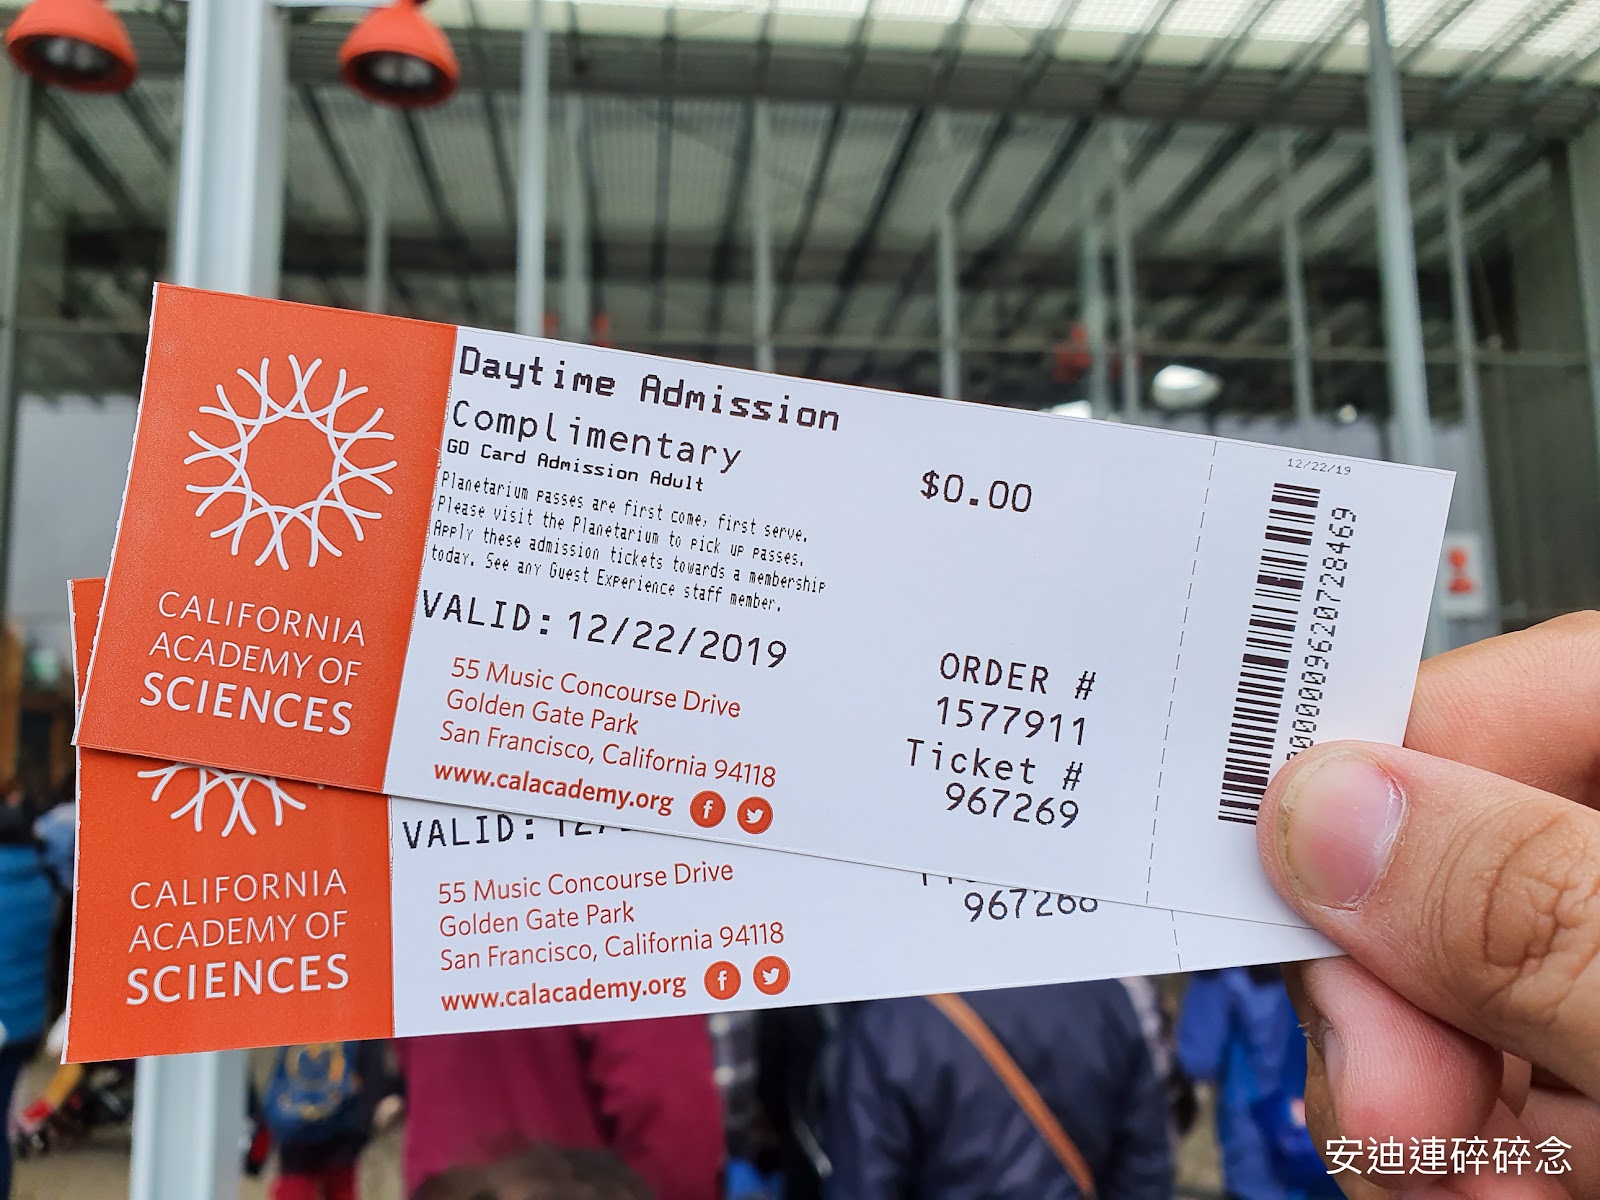 Daytime Admission
Complimentary
GO Card Admission Adult
$0.00
Planetarium passes are first come, first serve.
Please visit the Planetarium to pick up passes.
Apply these admission tickets towards a membership
today. See any Guest Experience staff member.
VALID: 12/22/2019
55 Music Concourse Drive
Golden Gate Park
San Francisco, California 94118
www.calacademy.org
CALIFORNIA
ACADEMY OF
SCIENCES
ORDER #
1577911
Ticket #
967269
12/22/19
VALID:
55 Music Concourse Drive
Golden Gate Park
San Francisco, California 94118
www.calacademy.org
CALIFORNIA
ACADEMY OF
SCIENCES
967268
安迪連碎碎念